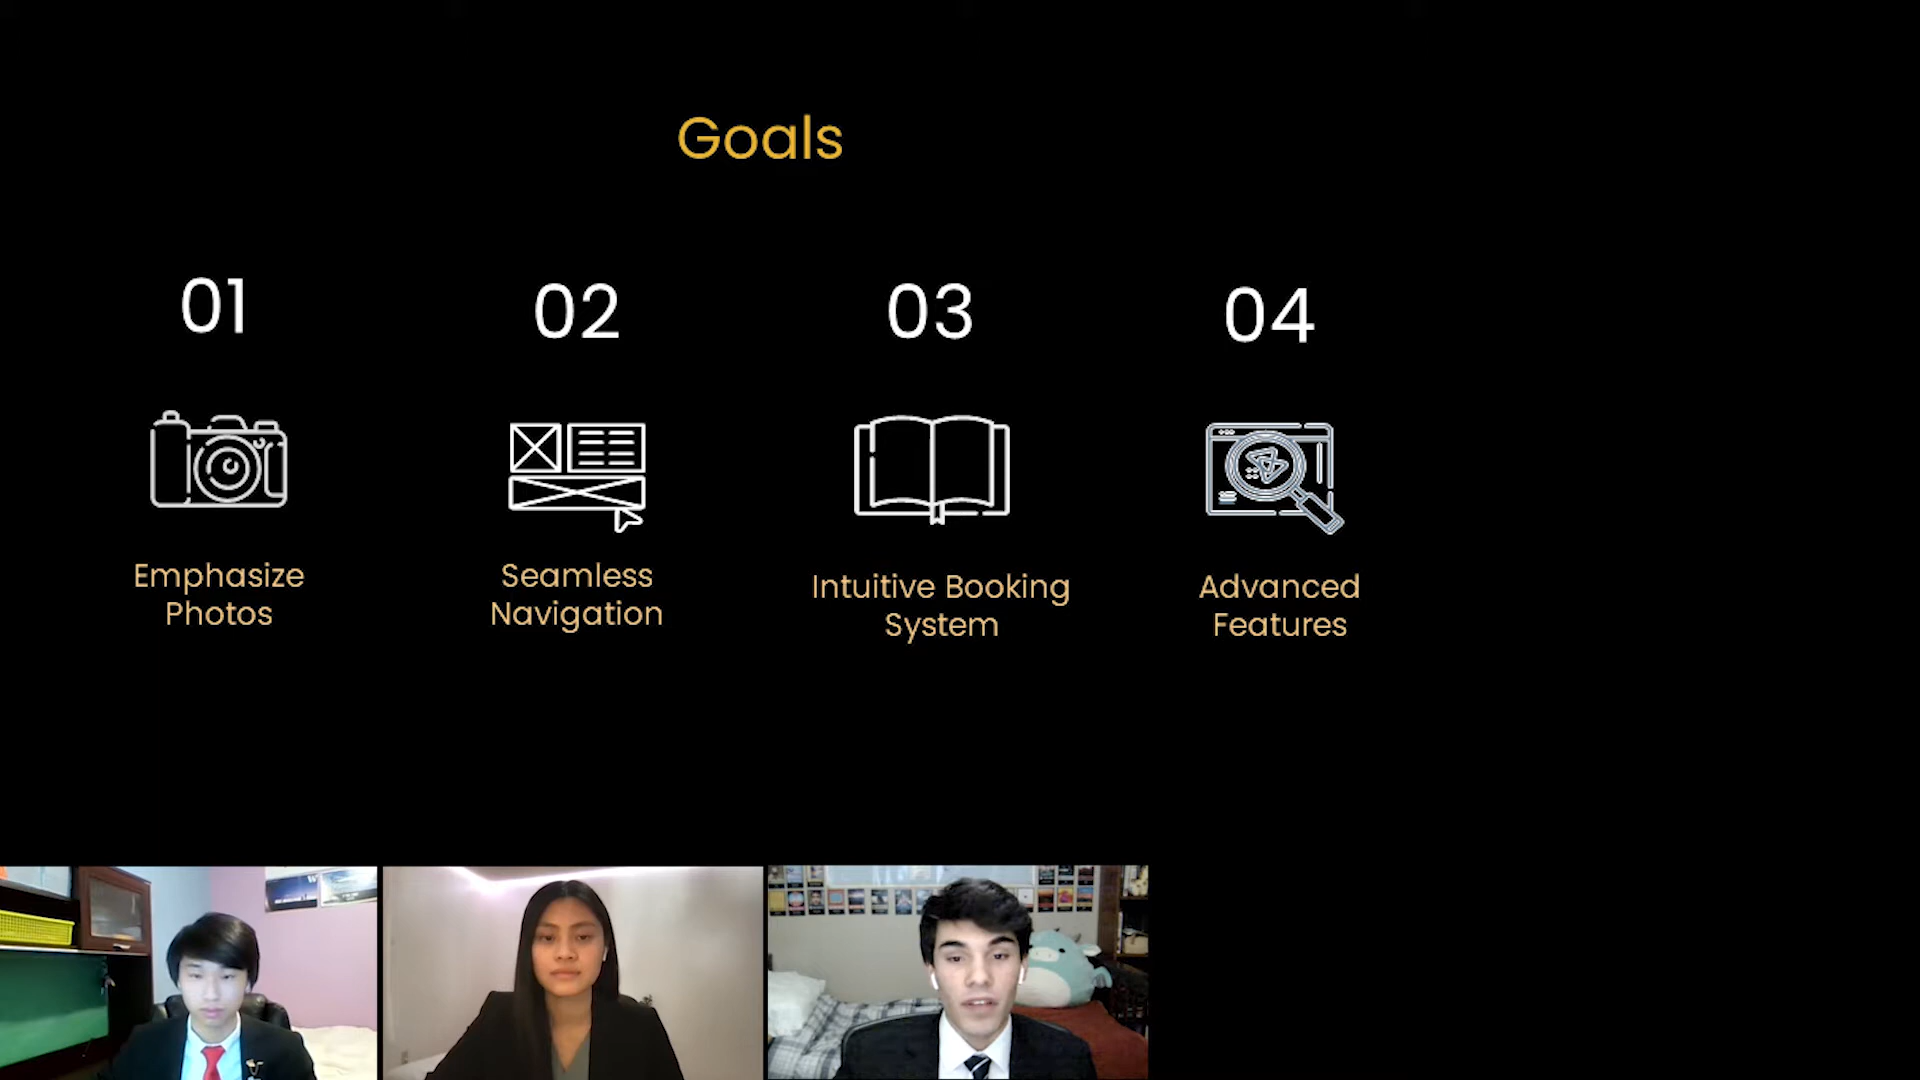 Goals
01
02
03
04
Emphasize
Photos
Seamless
Navigation
Intuitive Booking
System
Advanced
Features